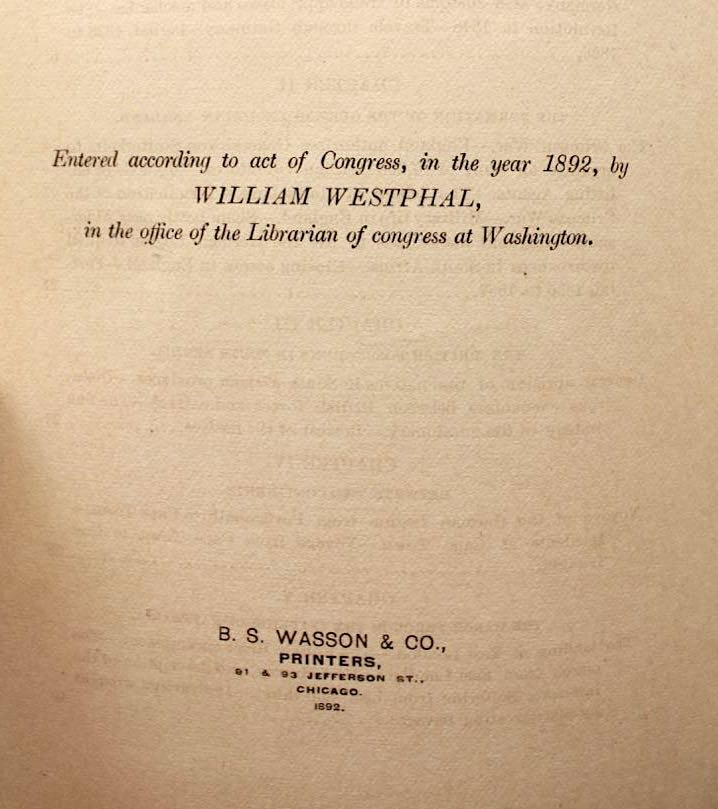 Entered according to act of Congress, in the year 1892, by
WILLIAM WESTPHAL,
in the office of the Librarian of congress at Washington.
B. S. WASSON & CO.,
PRINTERS,
91 & 93 JEFFERSON ST.,
CHICAGO.
1892.